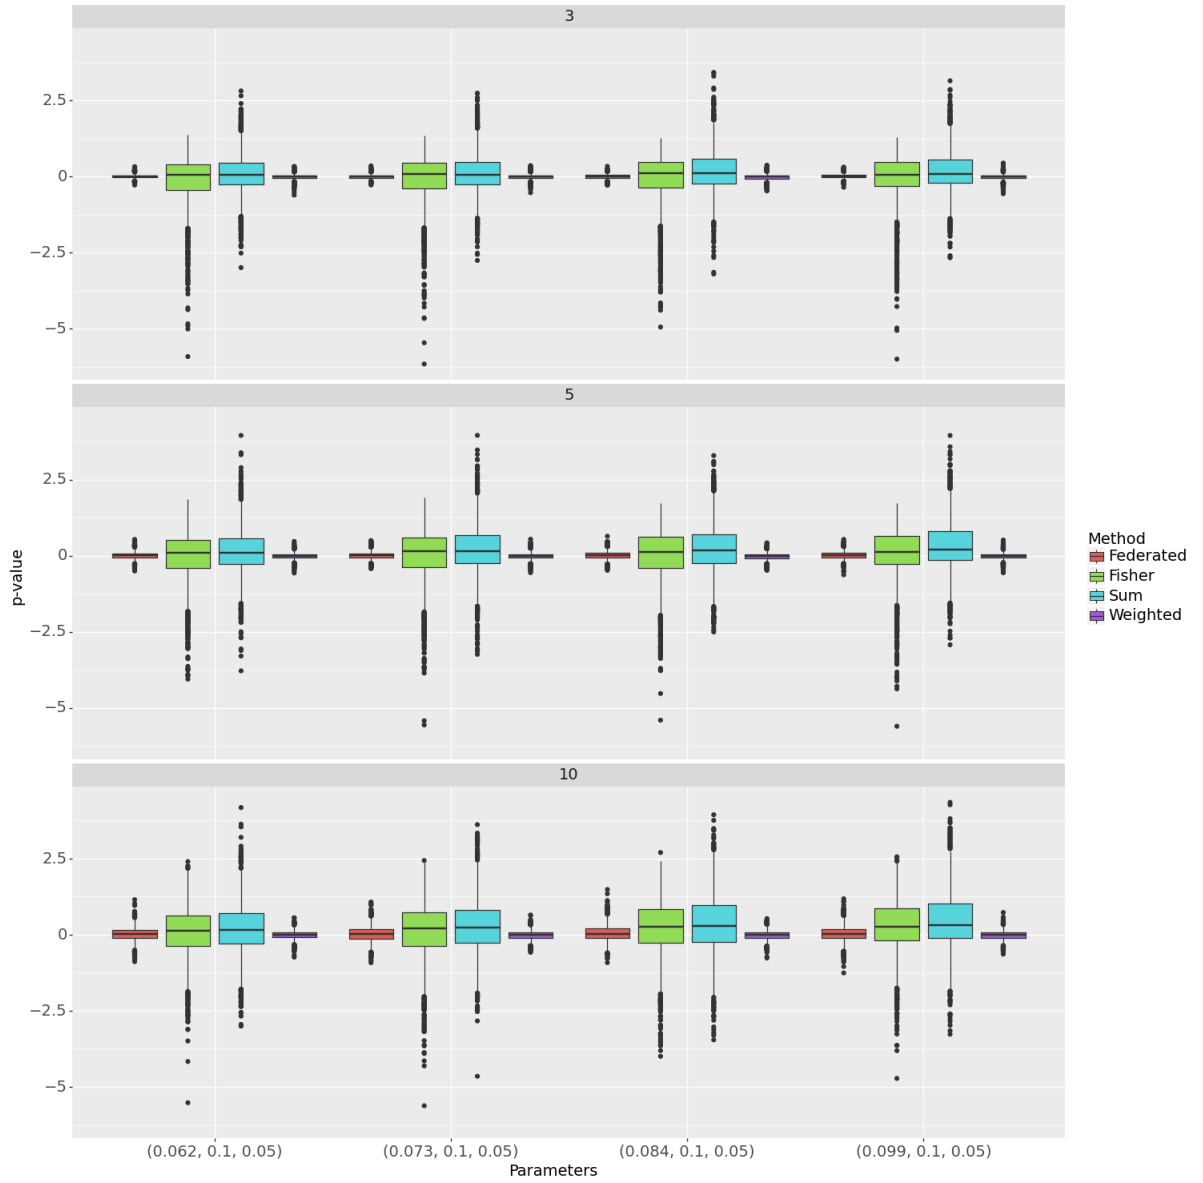 3
2.5
0
−2.5
−5
5
2.5
0
−2.5
−5
p-value
Method
Federated
Fisher
Sum
Weighted
10
2.5
0
−2.5
−5
(0.062, 0.1, 0.05) (0.073, 0.1, 0.05) (0.084, 0.1, 0.05) (0.099, 0.1, 0.05)
Parameters